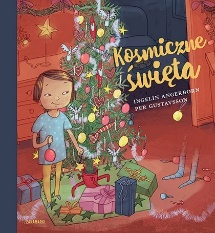 Kosmiczne
święta
INGELIN ANGERBORN
PER GUSTAVSSON